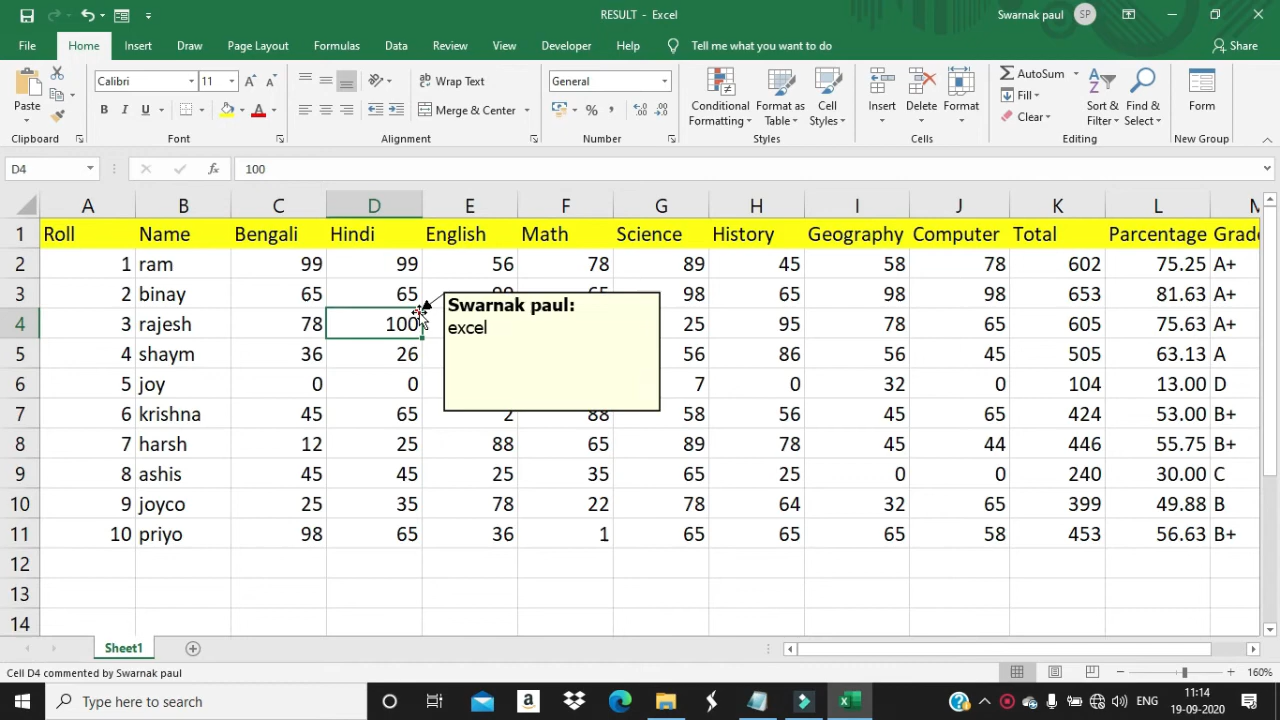 RESULT - Excel
Swarnak paul SP
File Home Insert Draw Page Layout Formulas Data Review View Developer Help Tell me what you want to do Share
Paste Calibri 11 Wrap Text General Conditional Formatting Format as Table Cell Styles Insert Delete Format AutoSum Sort & Filter Find & Select Form
B I U A Merge & Center % Fill Clear
Clipboard Font Alignment Number Styles Cells Editing New Group
D4 fx 100
A B C D E F G H I J K L
1 Roll Name Bengali Hindi English Math Science History Geography Computer Total Parcentage Grade
2 1 ram 99 99 56 78 89 45 58 78 602 75.25 A+
3 2 binay 65 65 98 65 98 98 653 81.63 A+
4 3 rajesh 78 100 25 95 78 65 605 75.63 A+
5 4 shaym 36 26 56 86 56 45 505 63.13 A
6 5 joy 0 0 7 0 32 0 104 13.00 D
7 6 krishna 45 65 2 88 58 56 45 65 424 53.00 B+
8 7 harsh 12 25 88 65 89 78 45 44 446 55.75 B+
9 8 ashis 45 45 25 35 65 25 0 0 240 30.00 C
10 9 joyco 25 35 78 22 78 64 32 65 399 49.88 B
11 10 priyo 98 65 36 1 65 65 65 58 453 56.63 B+
12
13
14
Swarnak paul:
excel
Sheet1
Cell D4 commented by Swarnak paul 160%
Type here to search ENG 11:14
19-09-2020